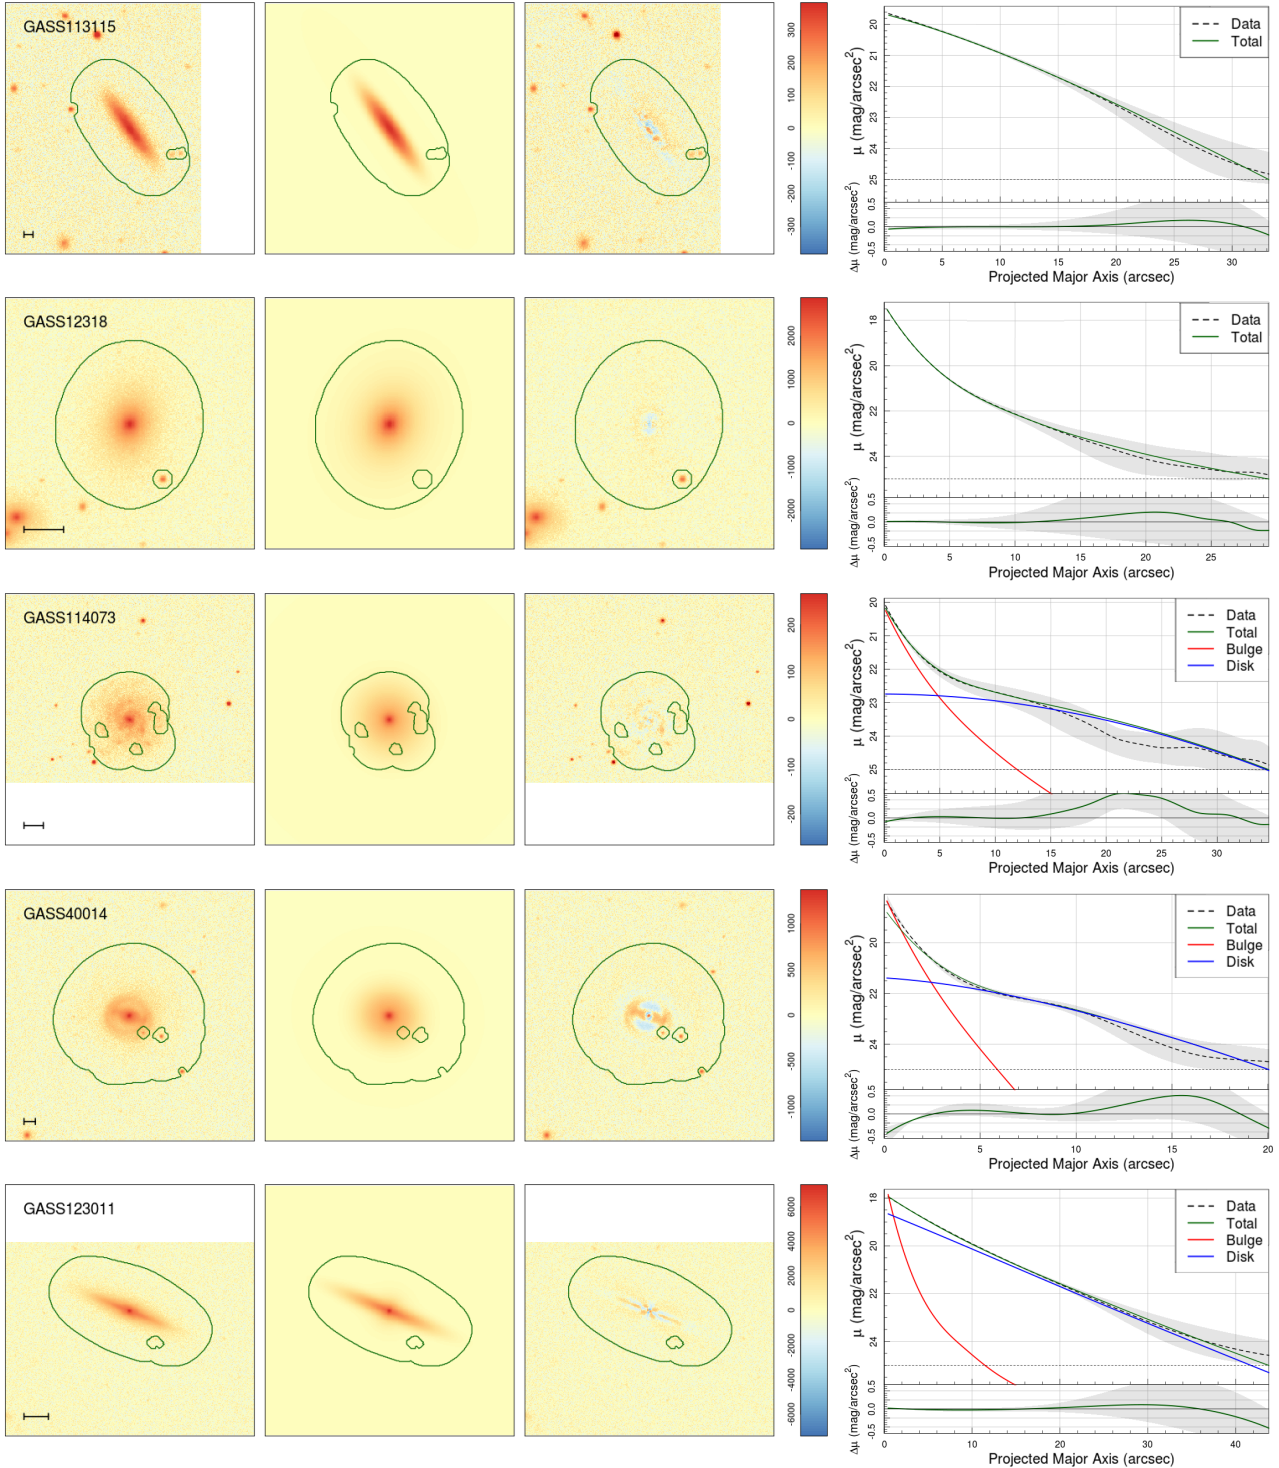 GASS113115
300
200
100
0
-100
-200
-300
20
21
22
23
24
25
μ (mag/arcsec²)
Data
Total
0.5
0.0
-0.5
Δμ (mag/arcsec²)
0 5 10 15 20 25 30
Projected Major Axis (arcsec)
GASS12318
2000
1000
0
-1000
-2000
18
20
22
24
μ (mag/arcsec²)
Data
Total
0.5
0.0
-0.5
Δμ (mag/arcsec²)
0 5 10 15 20 25
Projected Major Axis (arcsec)
GASS114073
200
100
0
-100
-200
20
21
22
23
24
25
μ (mag/arcsec²)
Data
Total
Bulge
Disk
0.5
0.0
-0.5
Δμ (mag/arcsec²)
0 5 10 15 20 25 30
Projected Major Axis (arcsec)
GASS40014
1000
500
0
-500
-1000
20
22
24
μ (mag/arcsec²)
Data
Total
Bulge
Disk
0.5
0.0
-0.5
Δμ (mag/arcsec²)
0 5 10 15 20
Projected Major Axis (arcsec)
GASS123011
6000
4000
2000
0
-2000
-4000
-6000
18
20
22
24
μ (mag/arcsec²)
Data
Total
Bulge
Disk
0.5
0.0
-0.5
Δμ (mag/arcsec²)
0 10 20 30 40
Projected Major Axis (arcsec)